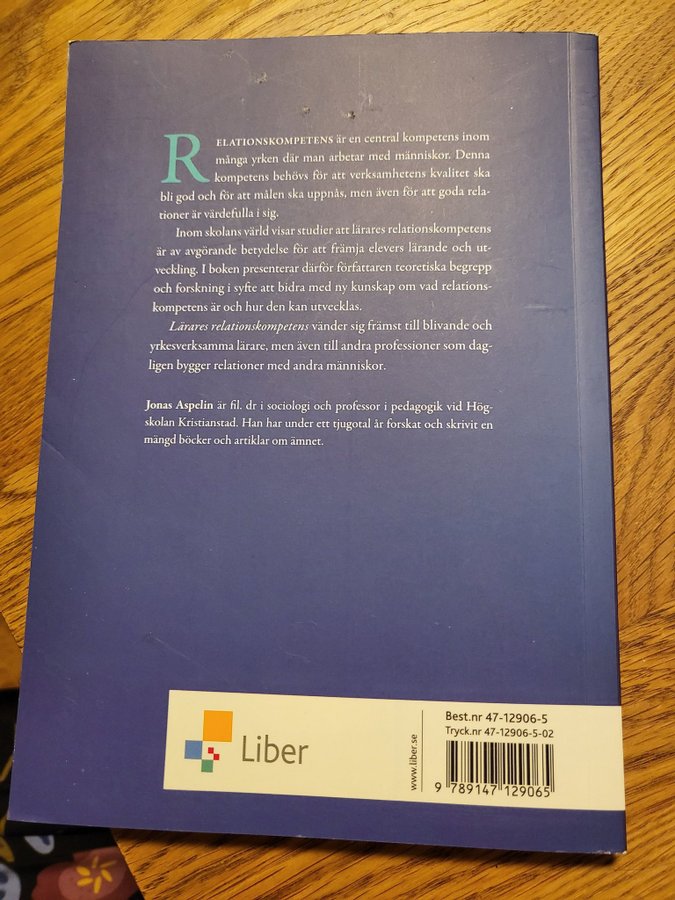 RELATIONSKOMPETENS är en central kompetens inom
många yrken där man arbetar med människor. Denna
kompetens behövs för att verksamhetens kvalitet ska
bli god och för att målen ska uppnås, men även för att goda rela-
tioner är värdefulla i sig.
Inom skolans värld visar studier att lärares relationskompetens
är av avgörande betydelse för att främja elevers lärande och ut-
veckling. I boken presenterar därför författaren teoretiska begrepp
och forskning i syfte att bidra med ny kunskap om vad relations-
kompetens är och hur den kan utvecklas.
Lärares relationskompetens vänder sig främst till blivande och
yrkesverksamma lärare, men även till andra professioner som dag-
ligen bygger relationer med andra människor.
Jonas Aspelin är fil. dr i sociologi och professor i pedagogik vid Hög-
skolan Kristianstad. Han har under ett tjugotal år forskat och skrivit en
mängd böcker och artiklar om ämnet.
Liber
www.liber.se
Best.nr 47-12906-5
Tryck.nr 47-12906-5-02
9 789147 129065